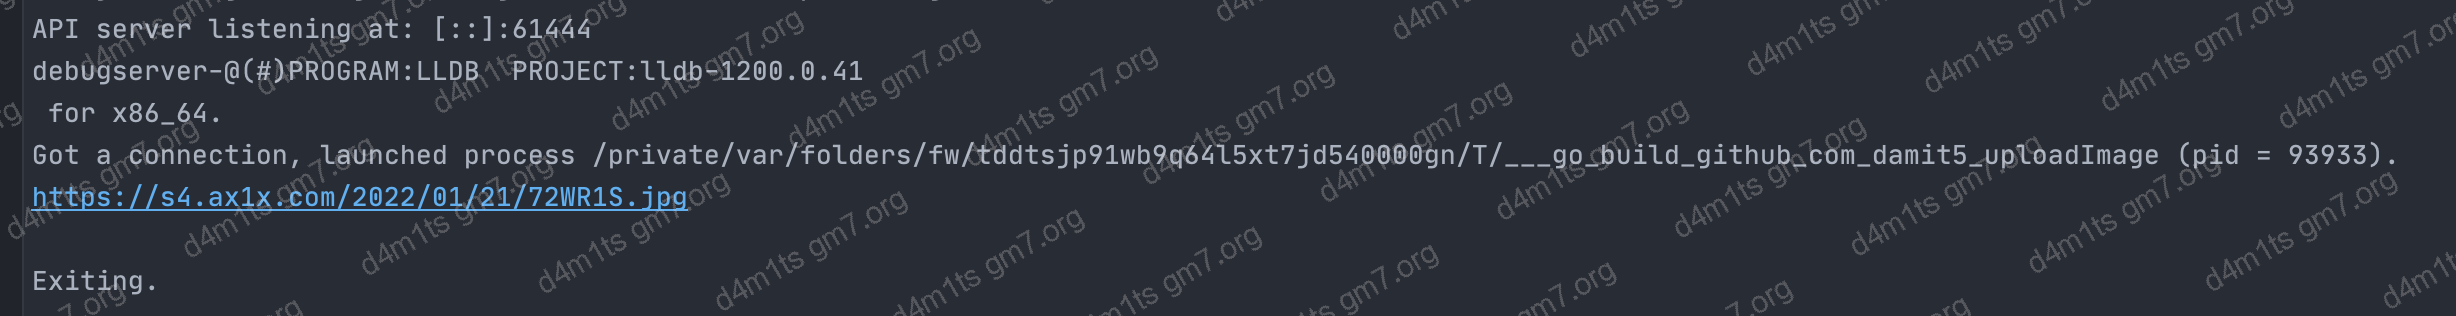 API server listening at: [::]:61444
debugserver-@(#)PROGRAM:LLDB  PROJECT:lldb-1200.0.41
 for x86_64.
Got a connection, launched process /private/var/folders/fw/tddtsjp91wb9q64l5xt7jd540000gn/T/___go_build_github_com_damit5_uploadImage (pid = 93933).
https://s4.ax1x.com/2022/01/21/72WR1S.jpg
Exiting.
d4m1ts gm7.org